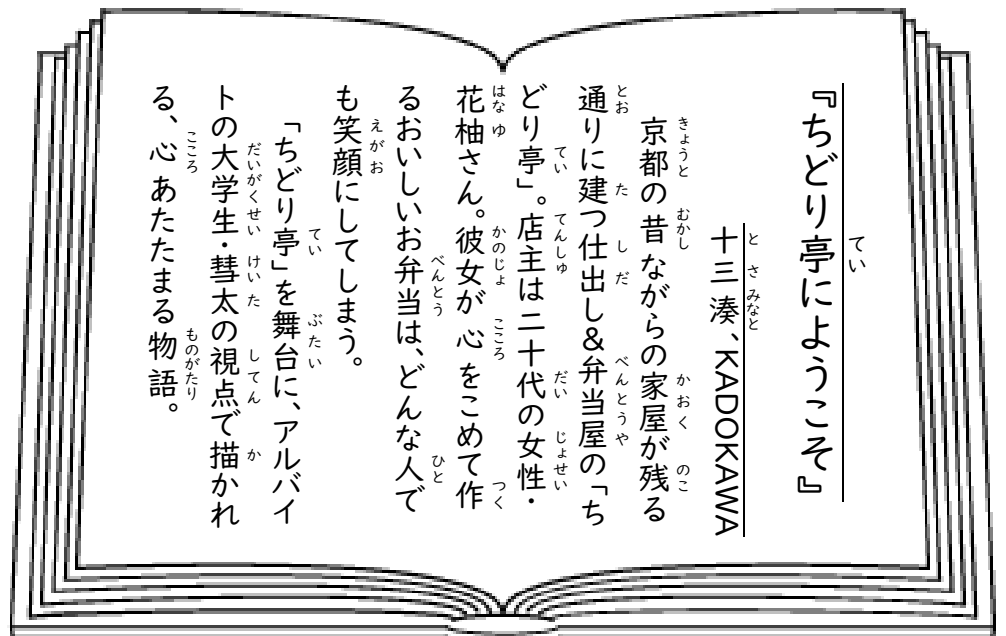 『ちどり亭にようこそ』
十三 湊、KADOKAWA
京都の昔ながらの家屋が残る
通りに建つ仕出し&弁当屋の「ち
どり亭」。店主は二十代の女性・
花柚さん。彼女が心をこめて作
るおいしいお弁当は、どんな人で
も笑顔にしてしまう。
「ちどり亭」を舞台に、アルバイ
トの大学生・彗太の視点で描かれ
る、心あたたまる物語。